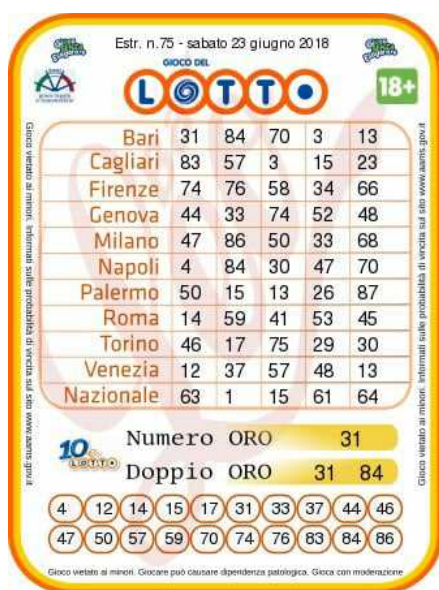 Estr. n.75 - sabato 23 giugno 2018
GIOCO DEL
LOTTO
18+
Bari 31 84 70 3 13
Cagliari 83 57 3 15 23
Firenze 74 76 58 34 66
Genova 44 33 74 52 48
Milano 47 86 50 33 68
Napoli 4 84 30 47 70
Palermo 50 15 13 26 87
Roma 14 59 41 53 45
Torino 46 17 75 29 30
Venezia 12 37 57 48 13
Nazionale 63 1 15 61 64
Gioco vietato ai minori. Informati sulle probabilità di vincita sul sito www.aams.gov.it
Gioco vietato ai minori. Informati sulle probabilità di vincita sul sito www.aams.gov.it
10 LOTTO
Numero ORO 31
Doppio ORO 31 84
4 12 14 15 17 31 33 37 44 46
47 50 57 59 70 74 76 83 84 86
Gioco vietato ai minori. Giocare può causare dipendenza patologica. Gioca con moderazione